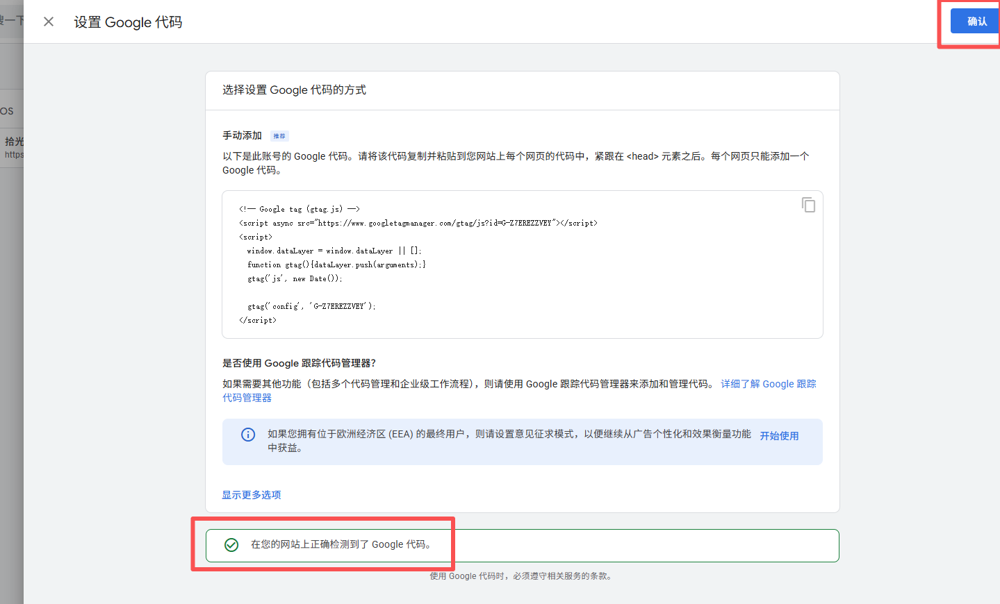 设置 Google 代码
确认
搜一下
OS
拾光
https
选择设置 Google 代码的方式
手动添加 推荐
以下是此账号的 Google 代码。请将该代码复制并粘贴到您网站上每个网页的代码中，紧跟在 <head> 元素之后。每个网页只能添加一个
Google 代码。
<!-- Google tag (gtag.js) -->
<script async src="https://www.googletagmanager.com/gtag/js?id=G-Z7EREZZVEY"></script>
<script>
window.dataLayer = window.dataLayer || [];
function gtag(){dataLayer.push(arguments);}
gtag('js', new Date());
gtag('config', 'G-Z7EREZZVEY');
</script>
是否使用 Google 跟踪代码管理器？
如果需要其他功能（包括多个代码管理和企业级工作流程），则请使用 Google 跟踪代码管理器来添加和管理代码。 详细了解 Google 跟踪
代码管理器
如果您拥有位于欧洲经济区 (EEA) 的最终用户，则请设置意见征求模式，以便继续从广告个性化和效果衡量功能
中获益。
开始使用
显示更多选项
在您的网站上正确检测到了 Google 代码。
使用 Google 代码时，必须遵守相关服务的条款。